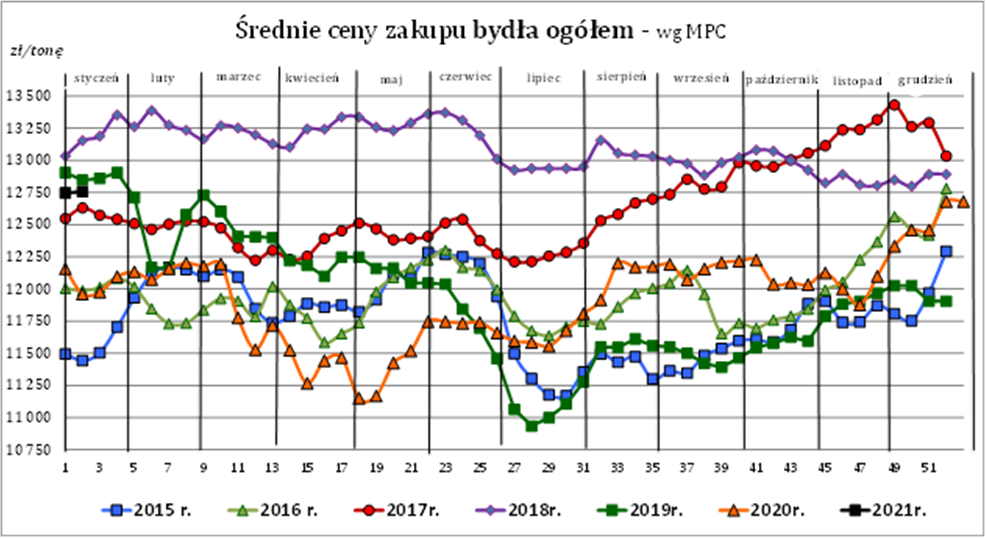 Średnie ceny zakupu bydła ogółem - wg MPC
zł/tonę
styczeń luty marzec kwiecień maj czerwiec lipiec sierpień wrzesień październik listopad grudzień
13 500
13 250
13 000
12 750
12 500
12 250
12 000
11 750
11 500
11 250
11 000
10 750
1 3 5 7 9 11 13 15 17 19 21 23 25 27 29 31 33 35 37 39 41 43 45 47 49 51
2015 r. 2016 r. 2017r. 2018r. 2019r. 2020r. 2021r.